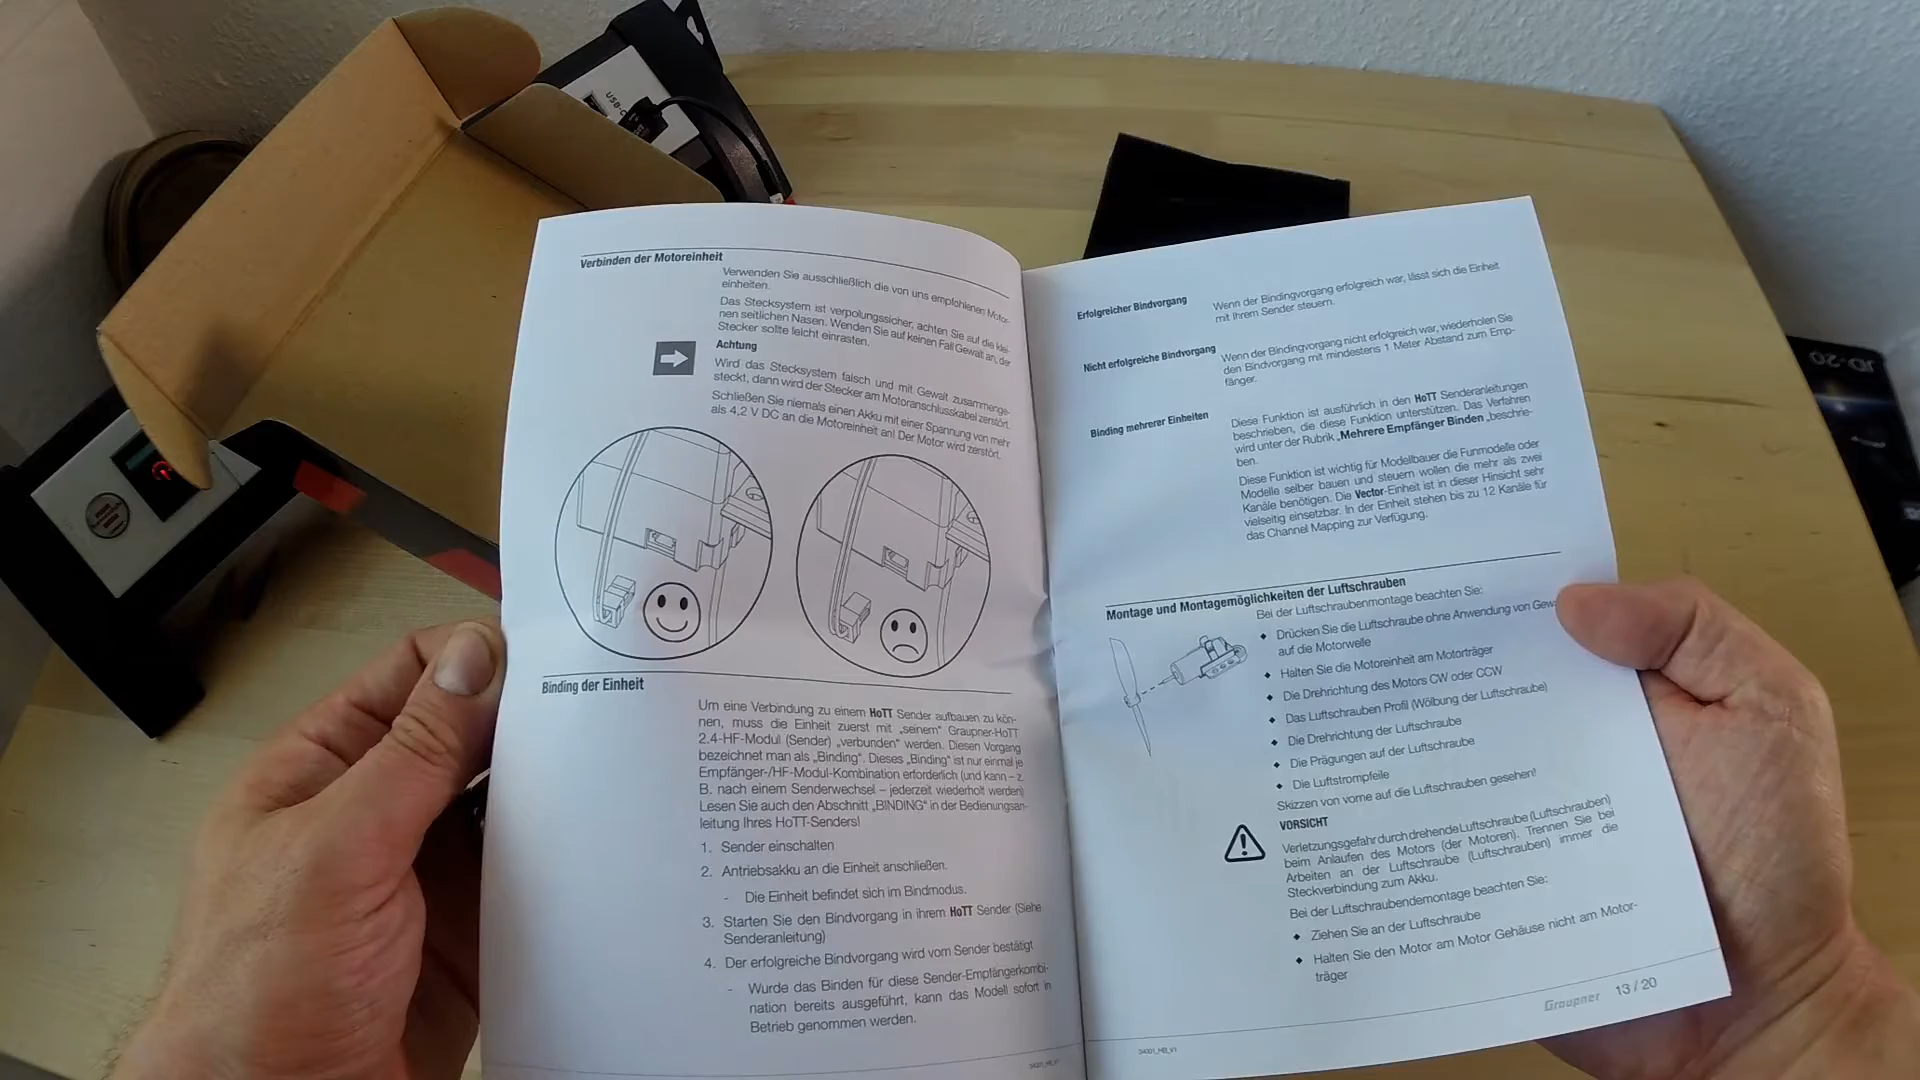 USB-C
JD-20
Verbinden der Motoreinheit
Verwenden Sie ausschließlich die von uns empfohlenen Motor-
einheiten.
Das Stecksystem ist verpolungssicher, achten Sie auf die klei-
nen seitlichen Nasen. Wenden Sie auf keinen Fall Gewalt an, der
Stecker sollte leicht einrasten.
Achtung
Wird das Stecksystem falsch und mit Gewalt zusammenge-
steckt, dann wird der Stecker am Motoranschlusskabel zerstört.
Schließen Sie niemals einen Akku mit einer Spannung von mehr
als 4,2 V DC an die Motoreinheit an! Der Motor wird zerstört.
Binding der Einheit
Um eine Verbindung zu einem HoTT Sender aufbauen zu kön-
nen, muss die Einheit zuerst mit „seinem" Graupner-HoTT
2.4-HF-Modul (Sender) „verbunden" werden. Diesen Vorgang
bezeichnet man als „Binding". Dieses „Binding" ist nur einmal je
Empfänger-/HF-Modul-Kombination erforderlich (und kann – z.
B. nach einem Senderwechsel – jederzeit wiederholt werden)
Lesen Sie auch den Abschnitt „BINDING" in der Bedienungsan-
leitung Ihres HoTT-Senders!
1. Sender einschalten
2. Antriebsakku an die Einheit anschließen.
- Die Einheit befindet sich im Bindmodus.
3. Starten Sie den Bindvorgang in ihrem HoTT Sender (Siehe
Senderanleitung)
4. Der erfolgreiche Bindvorgang wird vom Sender bestätigt
- Wurde das Binden für diese Sender-Empfängerkombi-
nation bereits ausgeführt, kann das Modell sofort in
Betrieb genommen werden.
Erfolgreicher Bindvorgang
Wenn der Bindingvorgang erfolgreich war, lässt sich die Einheit
mit Ihrem Sender steuern.
Nicht erfolgreiche Bindvorgang
Wenn der Bindingvorgang nicht erfolgreich war, wiederholen Sie
den Bindvorgang mit mindestens 1 Meter Abstand zum Emp-
fänger.
Binding mehrerer Einheiten
Diese Funktion ist ausführlich in den HoTT Senderanleitungen
beschrieben, die diese Funktion unterstützen. Das Verfahren
wird unter der Rubrik „Mehrere Empfänger Binden „beschrie-
ben.
Diese Funktion ist wichtig für Modellbauer die Funmodelle oder
Modelle selber bauen und steuern wollen die mehr als zwei
Kanäle benötigen. Die Vector-Einheit ist in dieser Hinsicht sehr
vielseitig einsetzbar. In der Einheit stehen bis zu 12 Kanäle für
das Channel Mapping zur Verfügung.
Montage und Montagemöglichkeiten der Luftschrauben
Bei der Luftschraubenmontage beachten Sie:
◆ Drücken Sie die Luftschraube ohne Anwendung von Gewa
auf die Motorwelle
◆ Halten Sie die Motoreinheit am Motorträger
◆ Die Drehrichtung des Motors CW oder CCW
◆ Das Luftschrauben Profil (Wölbung der Luftschraube)
◆ Die Drehrichtung der Luftschraube
◆ Die Prägungen auf der Luftschraube
◆ Die Luftstrompfeile
Skizzen von vorne auf die Luftschrauben gesehen!
VORSICHT
Verletzungsgefahr durch drehende Luftschraube (Luftschrauben)
beim Anlaufen des Motors (der Motoren). Trennen Sie bei
Arbeiten an der Luftschraube (Luftschrauben) immer die
Steckverbindung zum Akku.
Bei der Luftschraubendemontage beachten Sie:
◆ Ziehen Sie an der Luftschraube
◆ Halten Sie den Motor am Motor Gehäuse nicht am Motor-
träger
Graupner 13 / 20